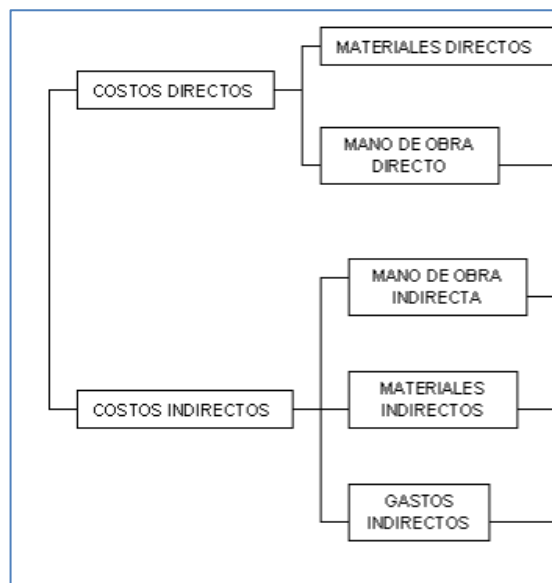 MATERIALES DIRECTOS
COSTOS DIRECTOS
MANO DE OBRA
DIRECTO
MANO DE OBRA
INDIRECTA
MATERIALES
INDIRECTOS
COSTOS INDIRECTOS
GASTOS
INDIRECTOS